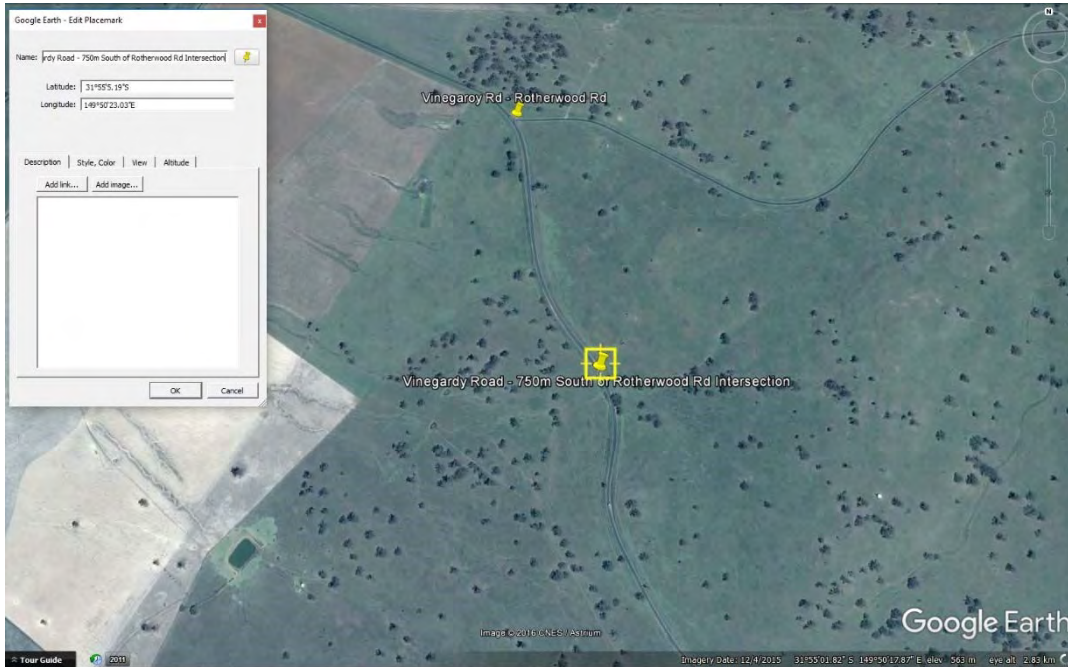 Google Earth - Edit Placemark
x
Name: rdy Road - 750m South of Rotherwood Rd Intersection
Latitude: 31°55'5.19"S
Longitude: 149°50'23.03"E
Description Style, Color View Altitude
Add link... Add image...
OK Cancel
N
Vinegaroy Rd - Rotherwood Rd
Vinegardy Road - 750m South of Rotherwood Rd Intersection
Image © 2016 CNES / Astrium
Google Earth
Tour Guide 2011
Imagery Date: 12/4/2015 31°55'01.82" S 149°50'17.87" E elev 563 m eye alt 2.83 km